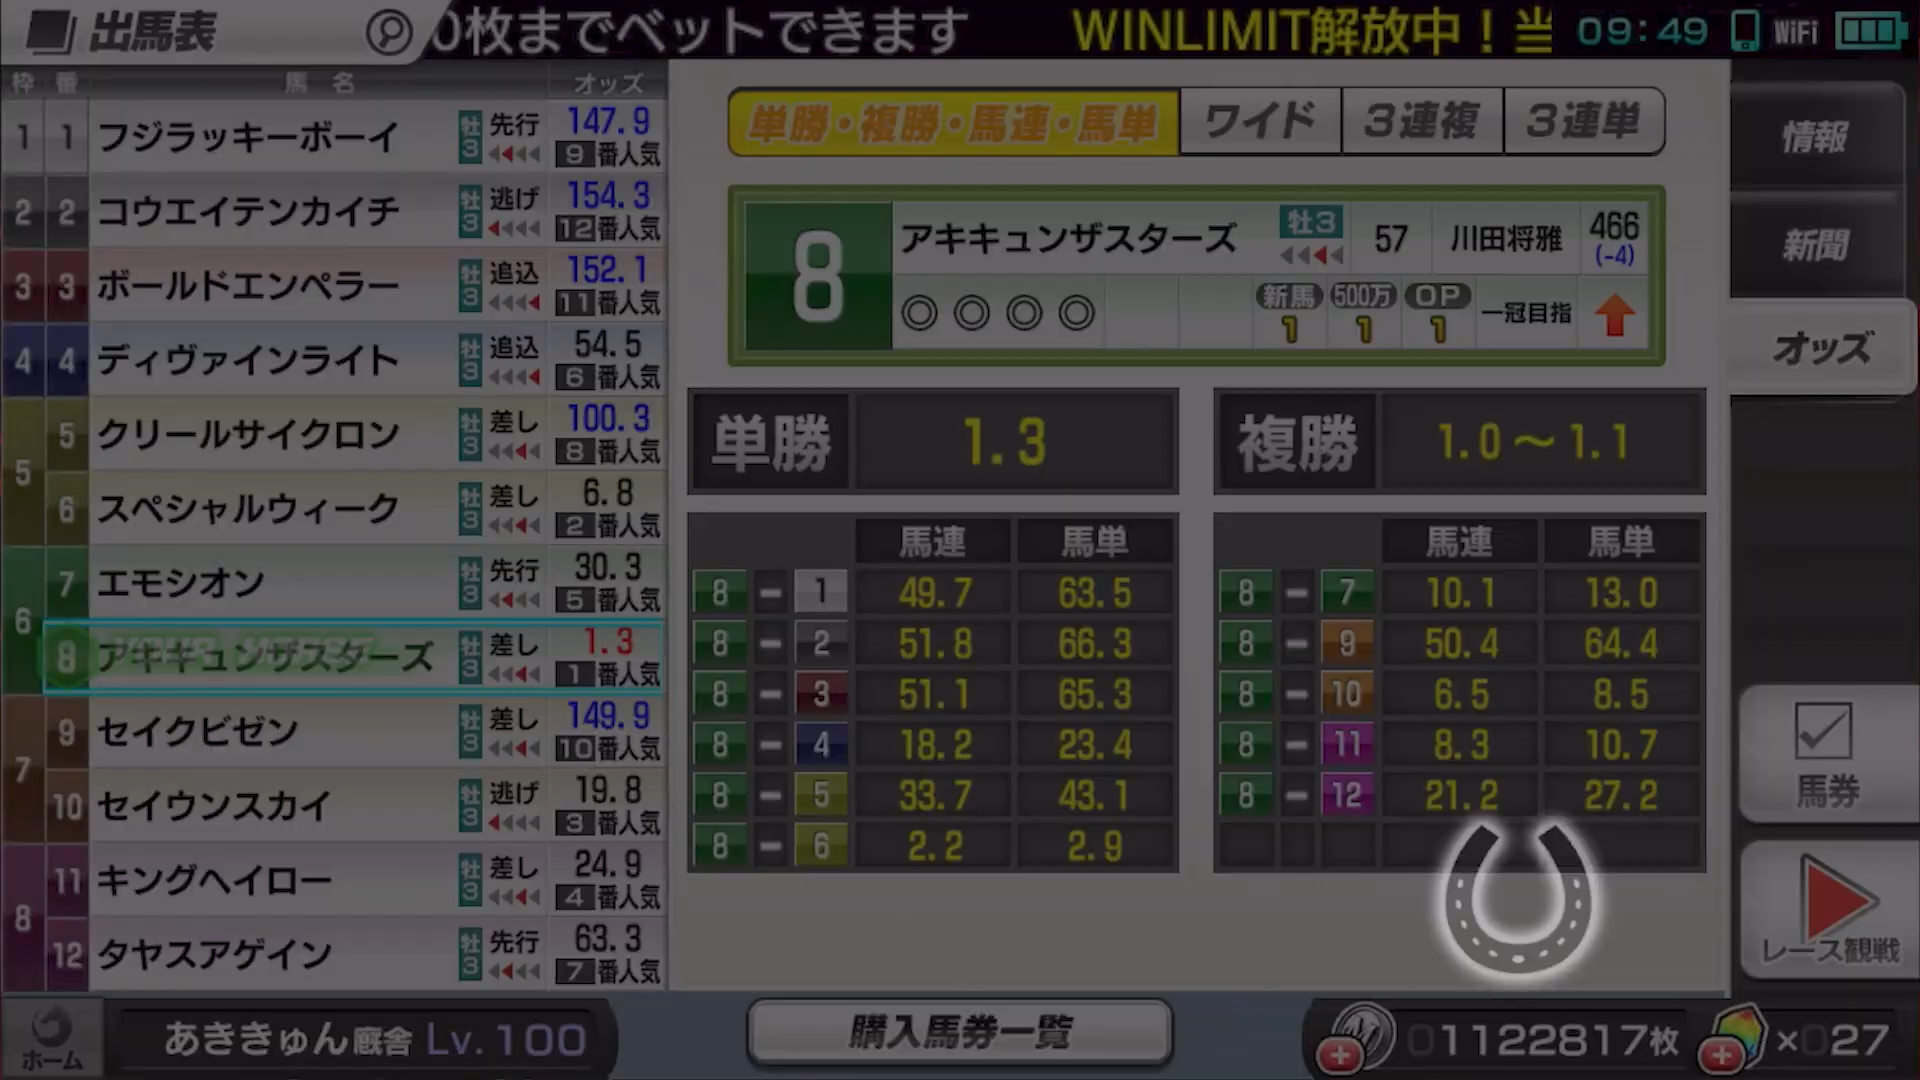 出馬表
0枚までベットできます WINLIMIT解放中！当
09:49 WiFi
枠 番 馬名 オッズ
1 1 フジラッキーボーイ 牡3 先行 147.9 9番人気
2 2 コウエイテンカイチ 牡3 逃げ 154.3 12番人気
3 3 ボールドエンペラー 牡3 追込 152.1 11番人気
4 4 ディヴァインライト 牡3 追込 54.5 6番人気
5 5 クリールサイクロン 牡3 差し 100.3 8番人気
6 スペシャルウィーク 牡3 差し 6.8 2番人気
6 7 エモシオン 牡3 先行 30.3 5番人気
8 アキキュンザスターズ 牡3 差し 1.3 1番人気
7 9 セイクビゼン 牡3 差し 149.9 10番人気
10 セイウンスカイ 牡3 逃げ 19.8 3番人気
8 11 キングヘイロー 牡3 差し 24.9 4番人気
12 タヤスアゲイン 牡3 先行 63.3 7番人気
単勝・複勝・馬連・馬単 ワイド 3連複 3連単
8 アキキュンザスターズ 牡3 57 川田将雅 466 (-4)
◎ ◎ ◎ ◎ 新馬 1 500万 1 OP 1 一冠目指
単勝 1.3
複勝 1.0～1.1
馬連 馬単
8 - 1 49.7 63.5
8 - 2 51.8 66.3
8 - 3 51.1 65.3
8 - 4 18.2 23.4
8 - 5 33.7 43.1
8 - 6 2.2 2.9
馬連 馬単
8 - 7 10.1 13.0
8 - 9 50.4 64.4
8 - 10 6.5 8.5
8 - 11 8.3 10.7
8 - 12 21.2 27.2
情報
新聞
オッズ
馬券
レース観戦
ホーム
あききゅん厩舎 Lv.100
購入馬券一覧
011122817枚
×027